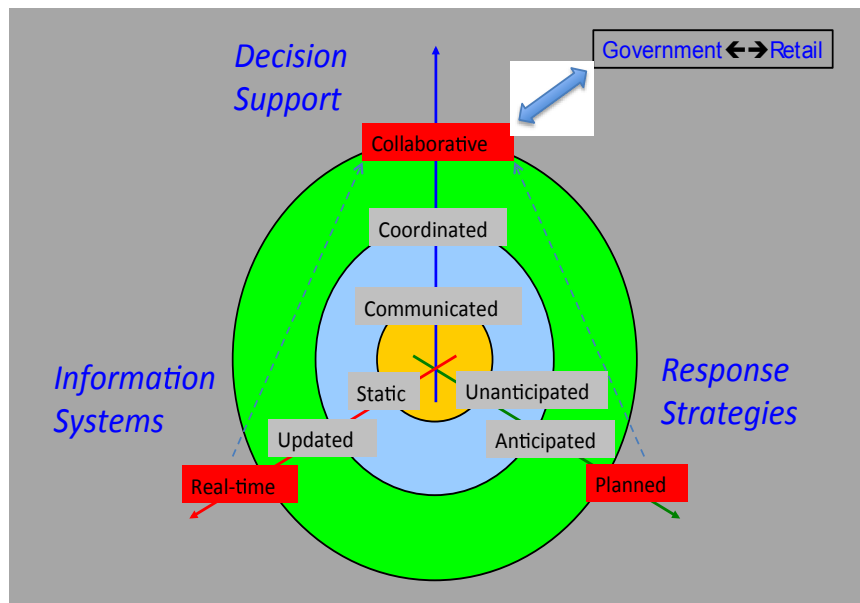 Decision
Support
Government ←→ Retail
Collaborative
Coordinated
Communicated
Information
Systems
Static
Unanticipated
Response
Strategies
Updated
Anticipated
Real-time
Planned